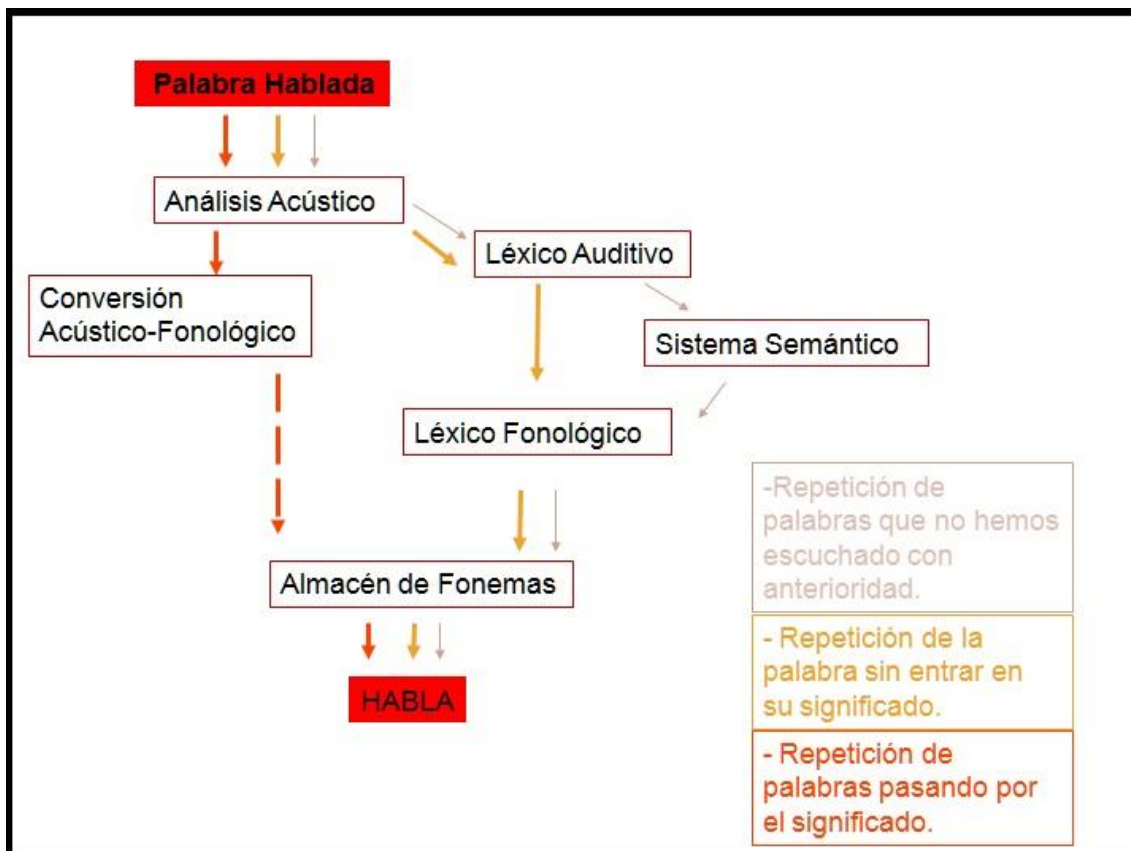 Palabra Hablada
Análisis Acústico
Léxico Auditivo
Conversión
Acústico-Fonológico
Sistema Semántico
Léxico Fonológico
Almacén de Fonemas
HABLA
-Repetición de
palabras que no hemos
escuchado con
anterioridad.
- Repetición de la
palabra sin entrar en
su significado.
- Repetición de
palabras pasando por
el significado.